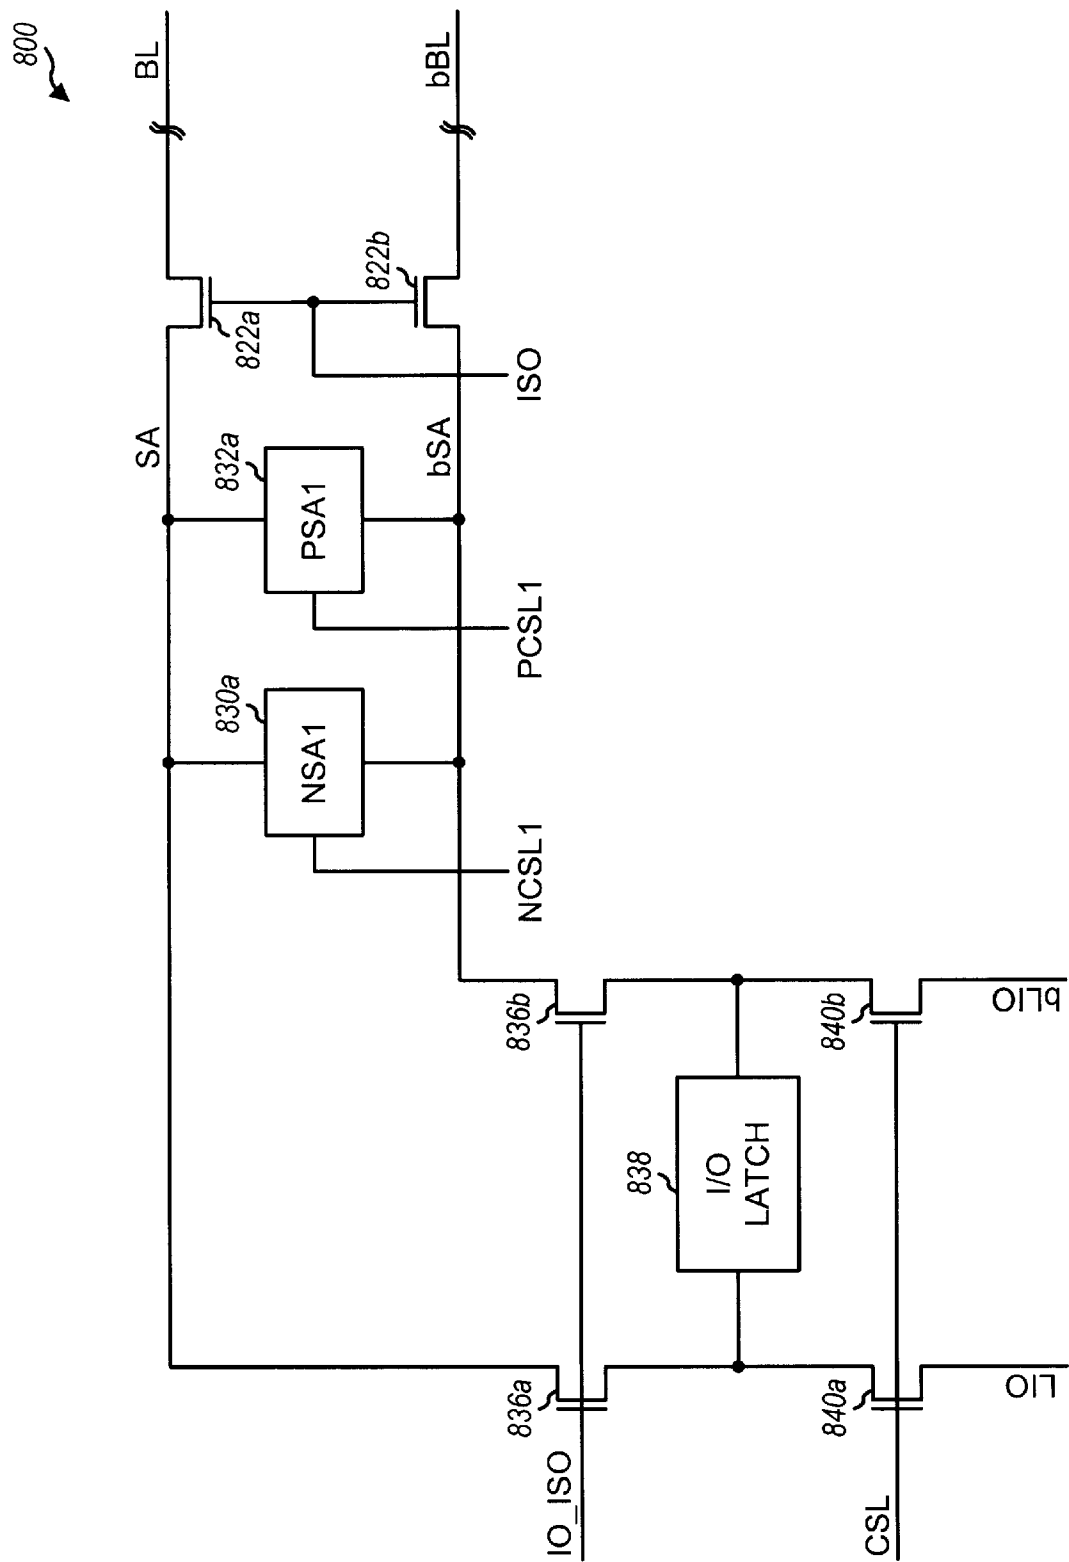 800
BL
bBL
822a
822b
ISO
SA
bSA
832a
PSA1
PCSL1
830a
NSA1
NCSL1
836b
840b
bLIO
838
I/O
LATCH
836a
840a
LIO
IO_ISO
CSL